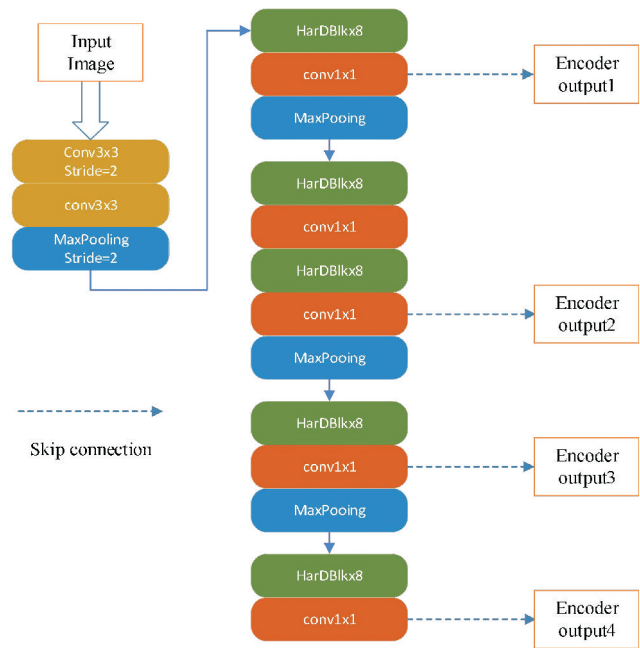 Input
Image
Conv3x3
Stride=2
conv3x3
MaxPooling
Stride=2
HarDBlkx8
conv1x1
MaxPooing
Encoder
output1
HarDBlkx8
conv1x1
HarDBlkx8
conv1x1
MaxPooing
Encoder
output2
Skip connection
HarDBlkx8
conv1x1
MaxPooing
Encoder
output3
HarDBlkx8
conv1x1
Encoder
output4